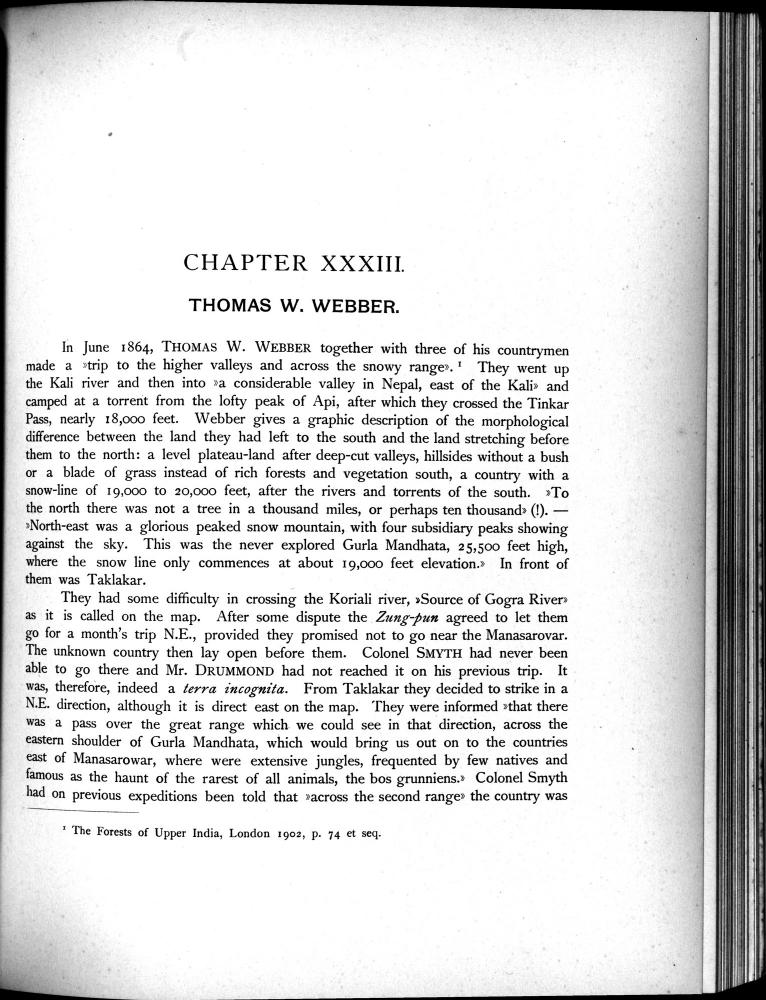 CHAPTER XXXIII.
THOMAS W. WEBBER.
In June 1864, THOMAS W. WEBBER together with three of his countrymen
made a »trip to the higher valleys and across the snowy range». ¹ They went up
the Kali river and then into »a considerable valley in Nepal, east of the Kali» and
camped at a torrent from the lofty peak of Api, after which they crossed the Tinkar
Pass, nearly 18,000 feet. Webber gives a graphic description of the morphological
difference between the land they had left to the south and the land stretching before
them to the north: a level plateau-land after deep-cut valleys, hillsides without a bush
or a blade of grass instead of rich forests and vegetation south, a country with a
snow-line of 19,000 to 20,000 feet, after the rivers and torrents of the south. »To
the north there was not a tree in a thousand miles, or perhaps ten thousand» (!). —
»North-east was a glorious peaked snow mountain, with four subsidiary peaks showing
against the sky. This was the never explored Gurla Mandhata, 25,500 feet high,
where the snow line only commences at about 19,000 feet elevation.» In front of
them was Taklakar.
They had some difficulty in crossing the Koriali river, »Source of Gogra River»
as it is called on the map. After some dispute the Zung-pun agreed to let them
go for a month's trip N.E., provided they promised not to go near the Manasarovar.
The unknown country then lay open before them. Colonel SMYTH had never been
able to go there and Mr. DRUMMOND had not reached it on his previous trip. It
was, therefore, indeed a terra incognita. From Taklakar they decided to strike in a
N.E. direction, although it is direct east on the map. They were informed »that there
was a pass over the great range which we could see in that direction, across the
eastern shoulder of Gurla Mandhata, which would bring us out on to the countries
east of Manasarowar, where were extensive jungles, frequented by few natives and
famous as the haunt of the rarest of all animals, the bos grunniens.» Colonel Smyth
had on previous expeditions been told that »across the second range» the country was
¹ The Forests of Upper India, London 1902, p. 74 et seq.